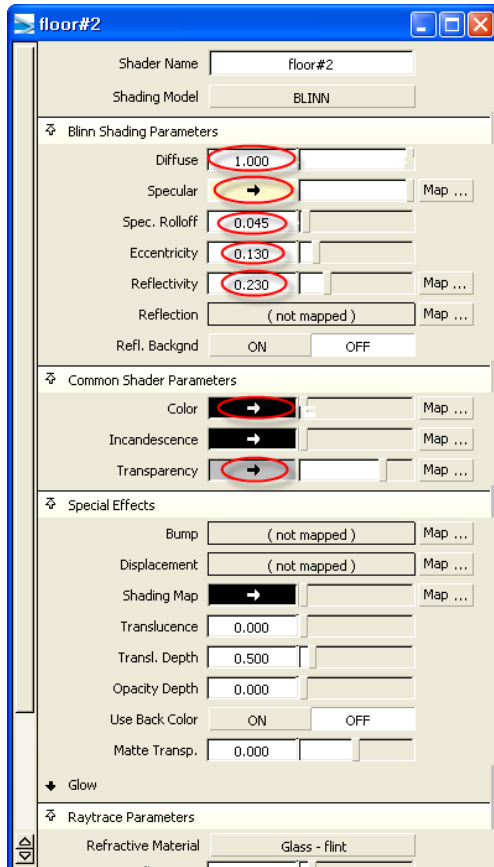 floor#2
Shader Name floor#2
Shading Model BLINN
Blinn Shading Parameters
Diffuse 1.000
Specular Map ...
Spec. Rolloff 0.045
Eccentricity 0.130
Reflectivity 0.230 Map ...
Reflection ( not mapped ) Map ...
Refl. Backgnd ON OFF
Common Shader Parameters
Color Map ...
Incandescence Map ...
Transparency Map ...
Special Effects
Bump ( not mapped ) Map ...
Displacement ( not mapped ) Map ...
Shading Map Map ...
Translucence 0.000
Transl. Depth 0.500
Opacity Depth 0.000
Use Back Color ON OFF
Matte Transp. 0.000
Glow
Raytrace Parameters
Refractive Material Glass - flint